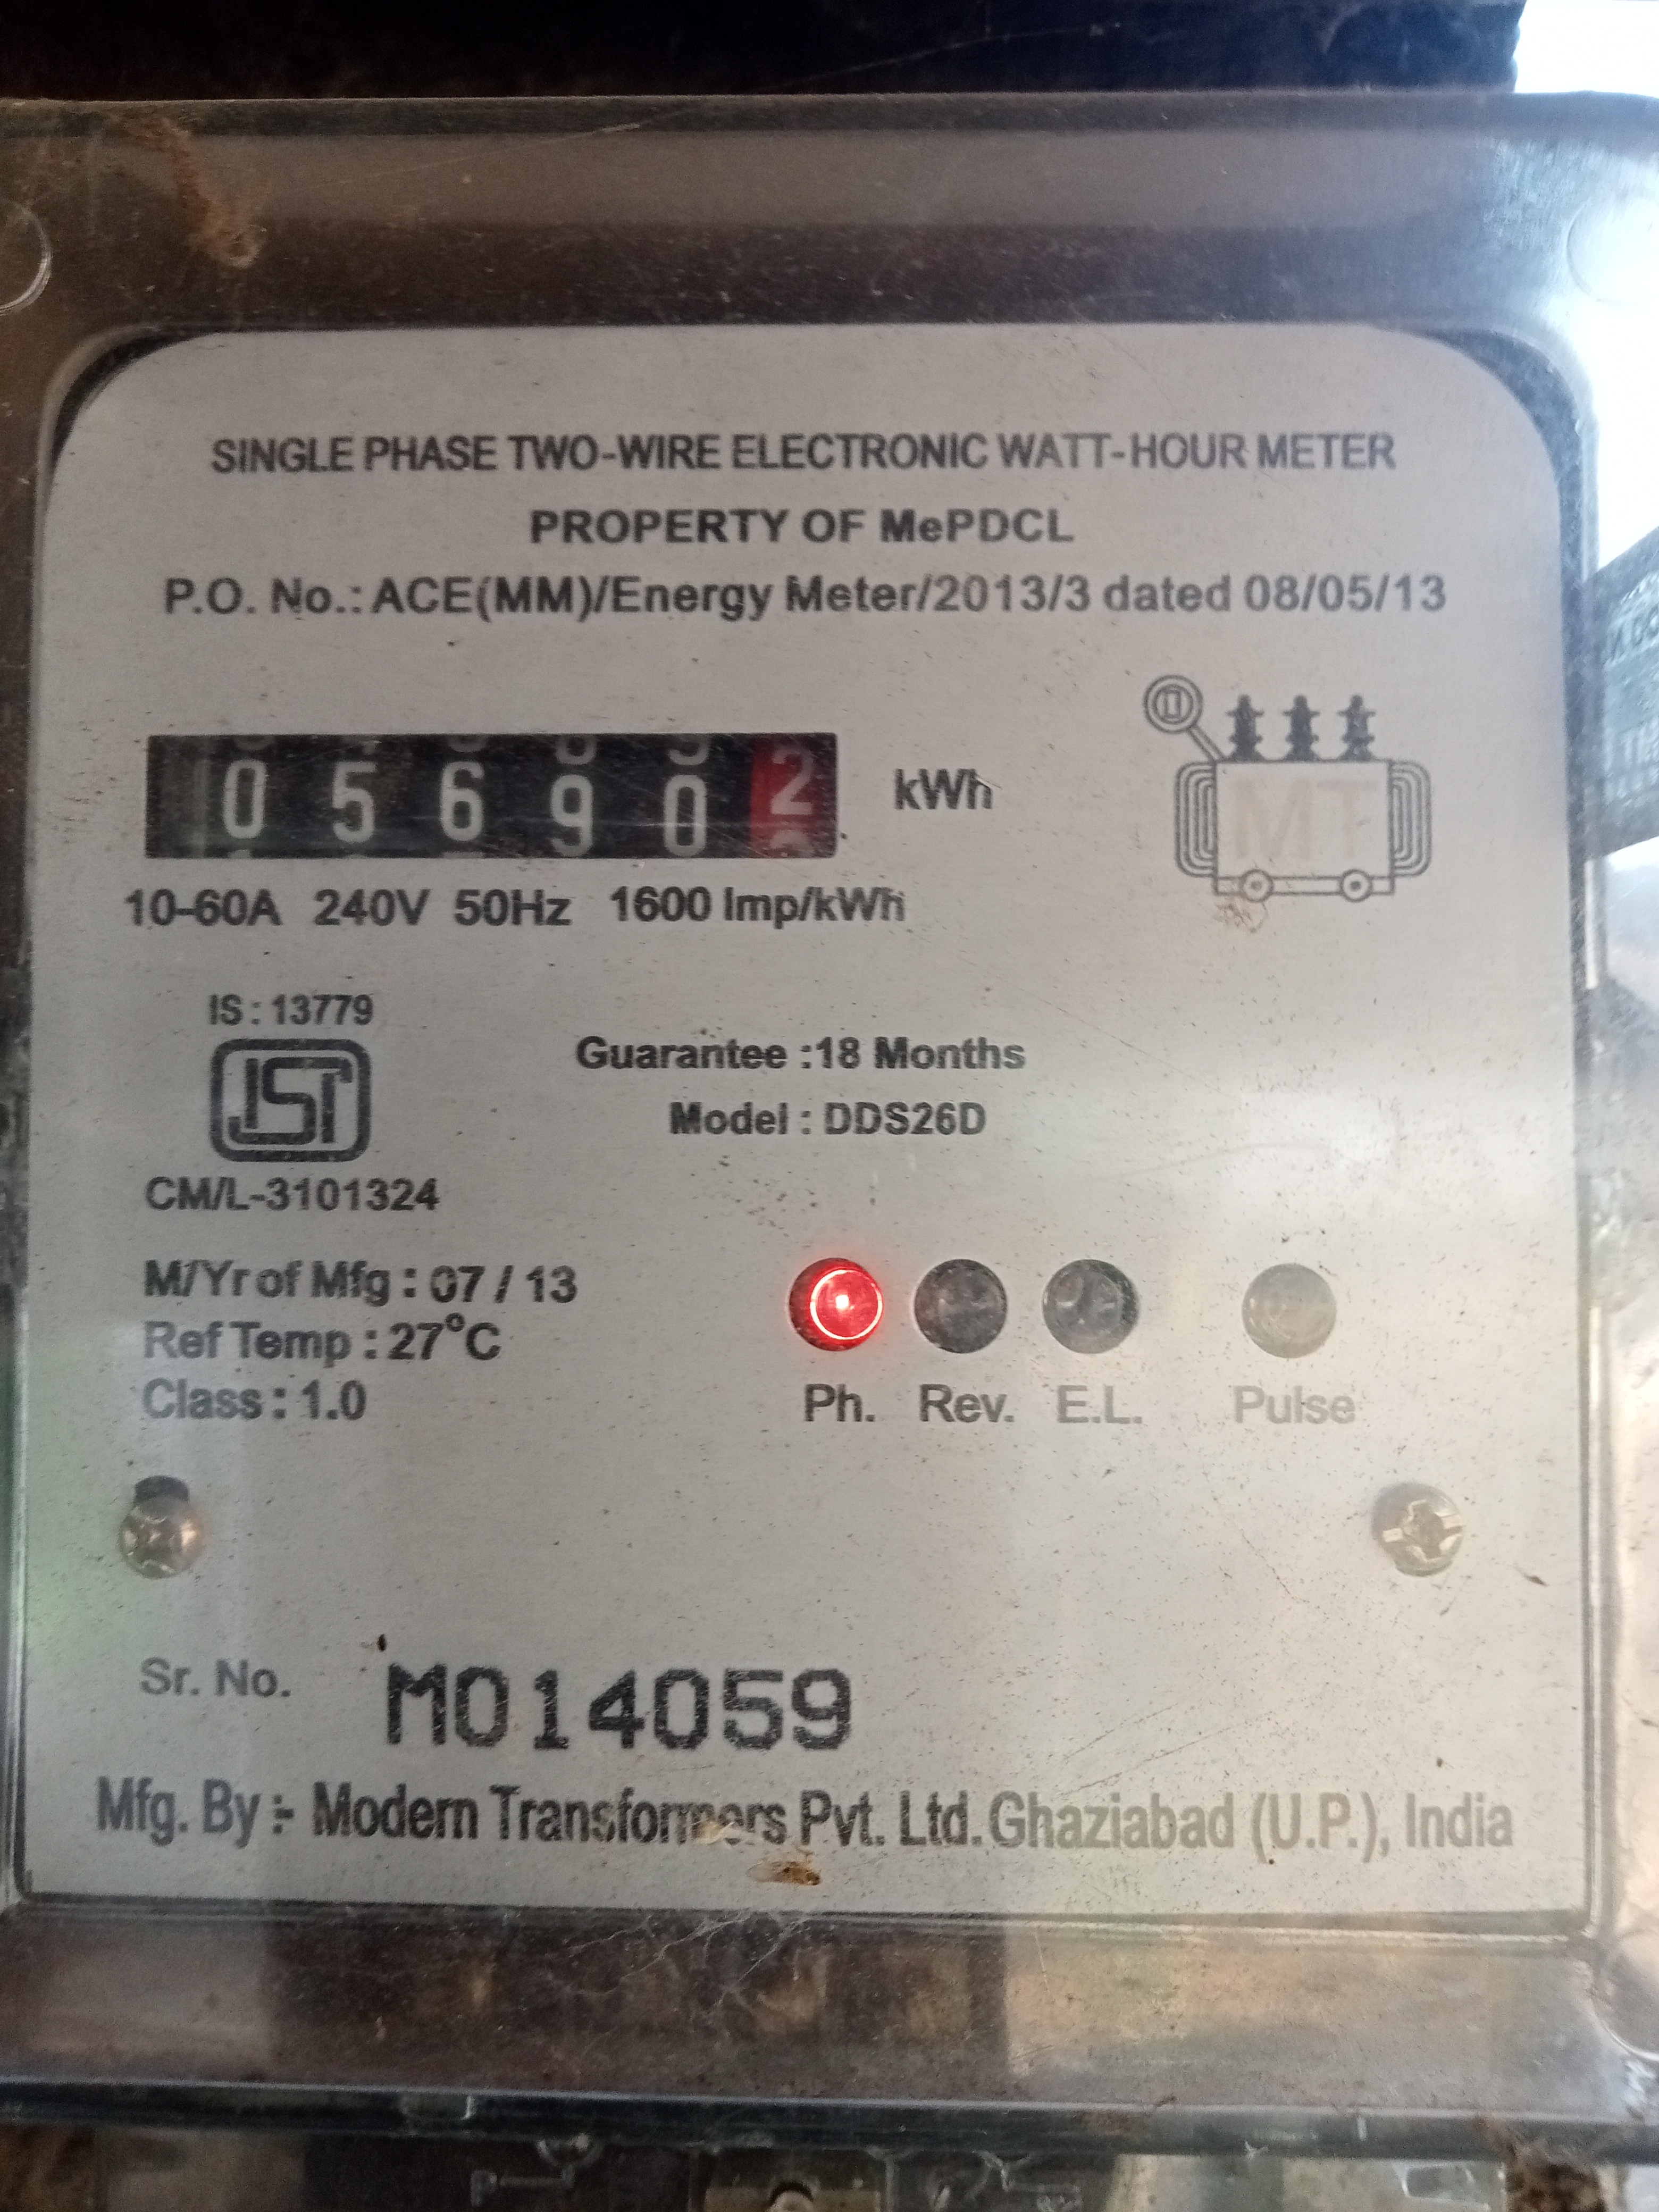 SINGLE PHASE TWO-WIRE ELECTRONIC WATT-HOUR METER
PROPERTY OF MePDCL
P.O. No.: ACE(MM)/Energy Meter/2013/3 dated 08/05/13
MT
0 5 6 9 0 2 kWh
10-60A 240V 50Hz 1600 Imp/kWh
IS : 13779
ISI
Guarantee :18 Months
Model : DDS26D
CM/L-3101324
M/Yr of Mfg : 07 / 13
Ref Temp : 27°C
Class : 1.0
Ph. Rev. E.L. Pulse
Sr. No. M014059
Mfg. By :- Modern Transformers Pvt. Ltd. Ghaziabad (U.P.), India